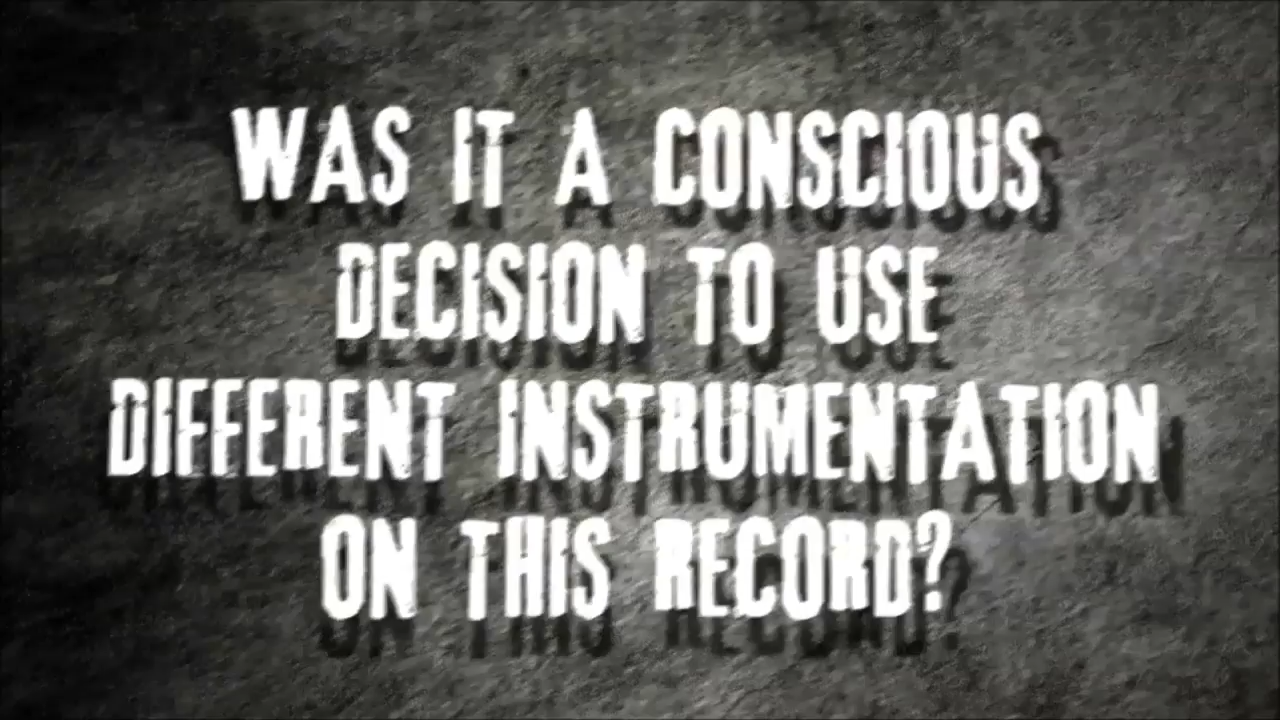 WAS IT A CONSCIOUS
DECISION TO USE
DIFFERENT INSTRUMENTATION
ON THIS RECORD?